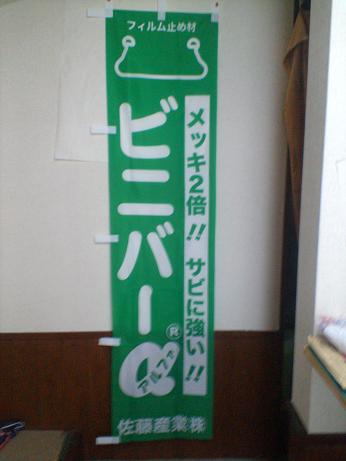 フィルム止め材
メッキ2倍!! サビに強い!!
ビニバー
α®
アルファ
佐藤産業株